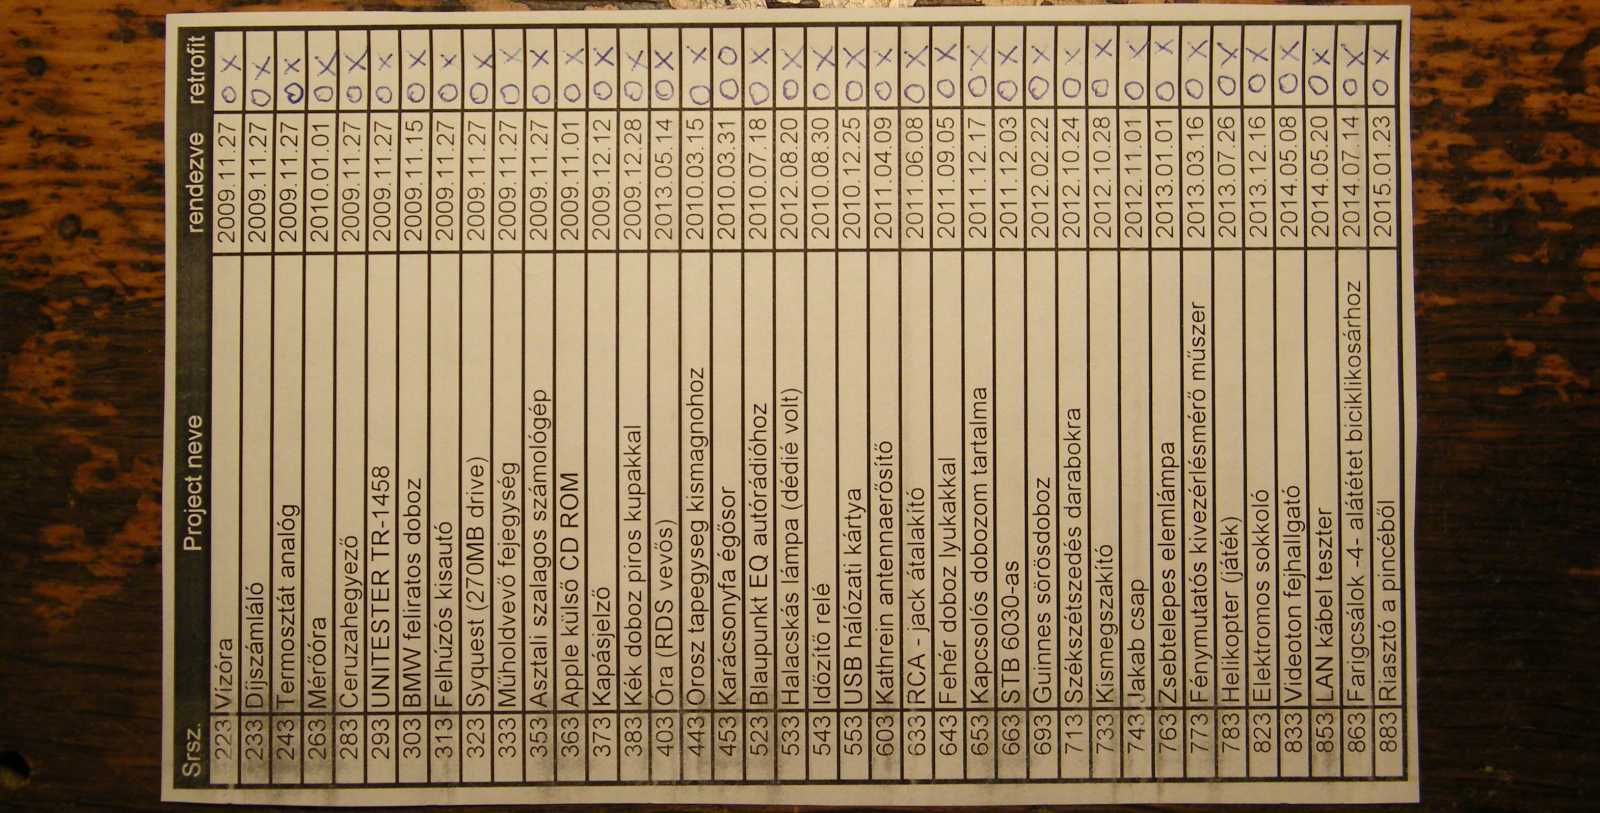 Srsz. Project neve rendezve retrofit
223 Vízóra 2009.11.27 O X
233 Díjszámláló 2009.11.27 O X
243 Termosztát analóg 2009.11.27 O X
263 Mérőóra 2010.01.01 O X
283 Ceruzahegyező 2009.11.27 O X
293 UNITESTER TR-1458 2009.11.27 O X
303 BMW feliratos doboz 2009.11.15 O X
313 Felhúzós kisautó 2009.11.27 O X
323 Syquest (270MB drive) 2009.11.27 O X
333 Műholdvevő fejegység 2009.11.27 O X
353 Asztali szalagos számológép 2009.11.27 O X
363 Apple külső CD ROM 2009.11.01 O X
373 Kapásjelző 2009.12.12 O X
383 Kék doboz piros kupakkal 2009.12.28 O X
403 Óra (RDS vevős) 2013.05.14 O X
443 Orosz tapegyseg kismagnohoz 2010.03.15 O X
453 Karácsonyfa égősor 2010.03.31 O O
523 Blaupunkt EQ autórádióhoz 2010.07.18 O X
533 Halacskás lámpa (dédié volt) 2012.08.20 O X
543 Időzítő relé 2010.08.30 O X
553 USB hálózati kártya 2010.12.25 O X
603 Kathrein antennaerősítő 2011.04.09 O X
633 RCA - jack átalakító 2011.06.08 O X
643 Fehér doboz lyukakkal 2011.09.05 O X
653 Kapcsolós dobozom tartalma 2011.12.17 O X
663 STB 6030-as 2011.12.03 O X
693 Guinnes sörösdoboz 2012.02.22 O X
713 Székszétszedés darabokra 2012.10.24 O X
733 Kismegszakító 2012.10.28 O X
743 Jakab csap 2012.11.01 O X
763 Zsebtelepes elemlámpa 2013.01.01 O X
773 Fénymutatós kivezérlésmérő műszer 2013.03.16 O X
783 Helikopter (játék) 2013.07.26 O X
823 Elektromos sokkoló 2013.12.16 O X
833 Videoton fejhallgató 2014.05.08 O X
853 LAN kábel teszter 2014.05.20 O X
863 Farigcsálok -4- alátétet biciklikosárhoz 2014.07.14 O X
883 Riasztó a pincéből 2015.01.23 O X